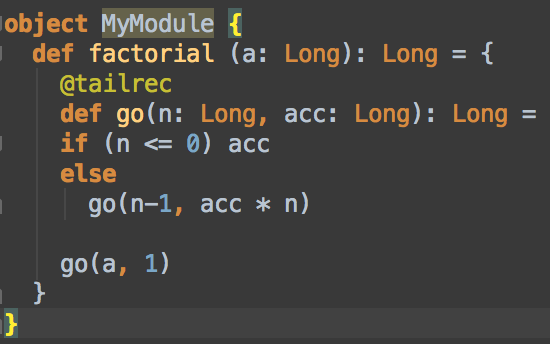 object MyModule {
  def factorial (a: Long): Long = {
    @tailrec
    def go(n: Long, acc: Long): Long =
    if (n <= 0) acc
    else
      go(n-1, acc * n)

    go(a, 1)
  }
}